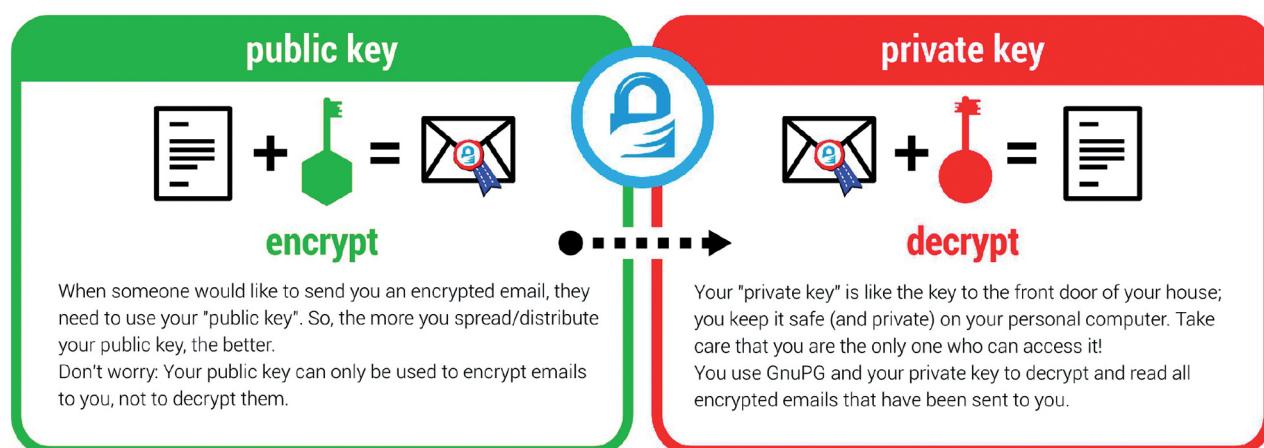 public key
encrypt
When someone would like to send you an encrypted email, they
need to use your "public key". So, the more you spread/distribute
your public key, the better.
Don't worry: Your public key can only be used to encrypt emails
to you, not to decrypt them.
private key
decrypt
Your "private key" is like the key to the front door of your house;
you keep it safe (and private) on your personal computer. Take
care that you are the only one who can access it!
You use GnuPG and your private key to decrypt and read all
encrypted emails that have been sent to you.